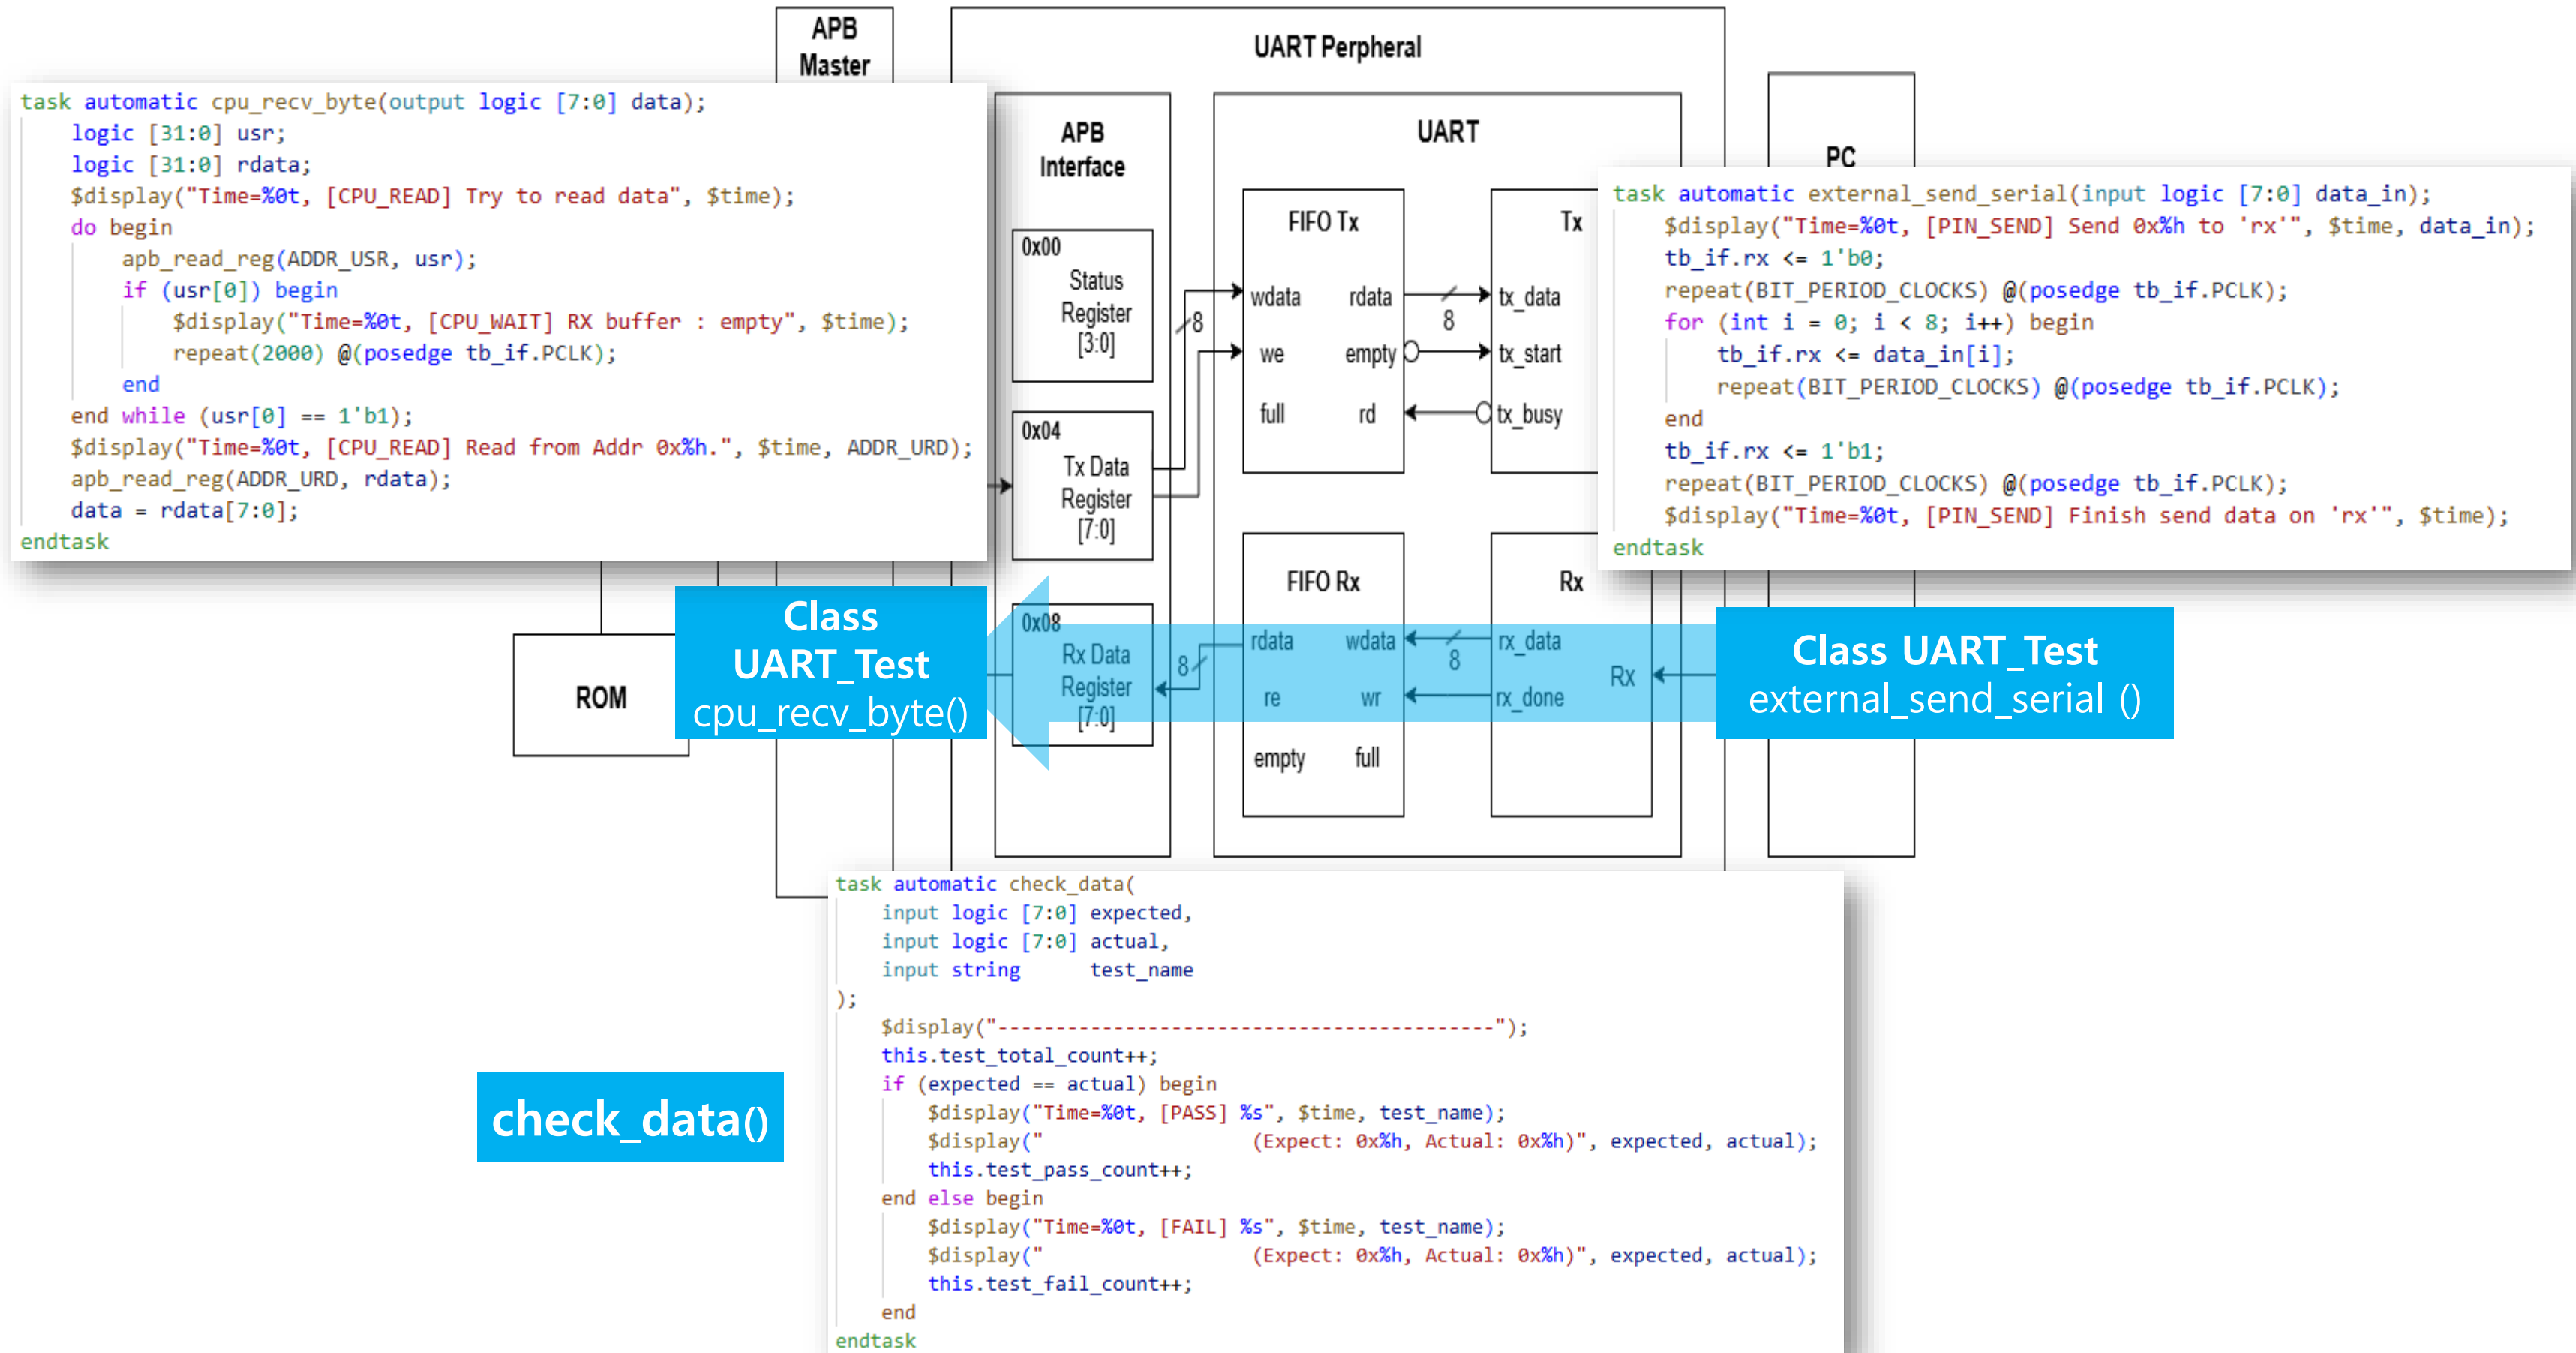 APB
Master
UART Perpheral
task automatic cpu_recv_byte(output logic [7:0] data);
    logic [31:0] usr;
    logic [31:0] rdata;
    $display("Time=%0t, [CPU_READ] Try to read data", $time);
    do begin
        apb_read_reg(ADDR_USR, usr);
        if (usr[0]) begin
            $display("Time=%0t, [CPU_WAIT] RX buffer : empty", $time);
            repeat(2000) @(posedge tb_if.PCLK);
        end
    end while (usr[0] == 1'b1);
    $display("Time=%0t, [CPU_READ] Read from Addr 0x%h.", $time, ADDR_URD);
    apb_read_reg(ADDR_URD, rdata);
    data = rdata[7:0];
endtask
APB
Interface
0x00
Status
Register
[3:0]
0x04
Tx Data
Register
[7:0]
0x08
Rx Data
Register
[7:0]
8
8
UART
FIFO Tx
wdata rdata
we empty
full rd
8
Tx
tx_data
tx_start
tx_busy
FIFO Rx
rdata wdata
re wr
empty full
8
Rx
rx_data
rx_done
Rx
PC
task automatic external_send_serial(input logic [7:0] data_in);
    $display("Time=%0t, [PIN_SEND] Send 0x%h to 'rx'", $time, data_in);
    tb_if.rx <= 1'b0;
    repeat(BIT_PERIOD_CLOCKS) @(posedge tb_if.PCLK);
    for (int i = 0; i < 8; i++) begin
        tb_if.rx <= data_in[i];
        repeat(BIT_PERIOD_CLOCKS) @(posedge tb_if.PCLK);
    end
    tb_if.rx <= 1'b1;
    repeat(BIT_PERIOD_CLOCKS) @(posedge tb_if.PCLK);
    $display("Time=%0t, [PIN_SEND] Finish send data on 'rx'", $time);
endtask
ROM
Class
UART_Test
cpu_recv_byte()
Class UART_Test
external_send_serial ()
check_data()
task automatic check_data(
    input logic [7:0] expected,
    input logic [7:0] actual,
    input string      test_name
);
    $display("-------------------------------------------");
    this.test_total_count++;
    if (expected == actual) begin
        $display("Time=%0t, [PASS] %s", $time, test_name);
        $display("                  (Expect: 0x%h, Actual: 0x%h)", expected, actual);
        this.test_pass_count++;
    end else begin
        $display("Time=%0t, [FAIL] %s", $time, test_name);
        $display("                  (Expect: 0x%h, Actual: 0x%h)", expected, actual);
        this.test_fail_count++;
    end
endtask